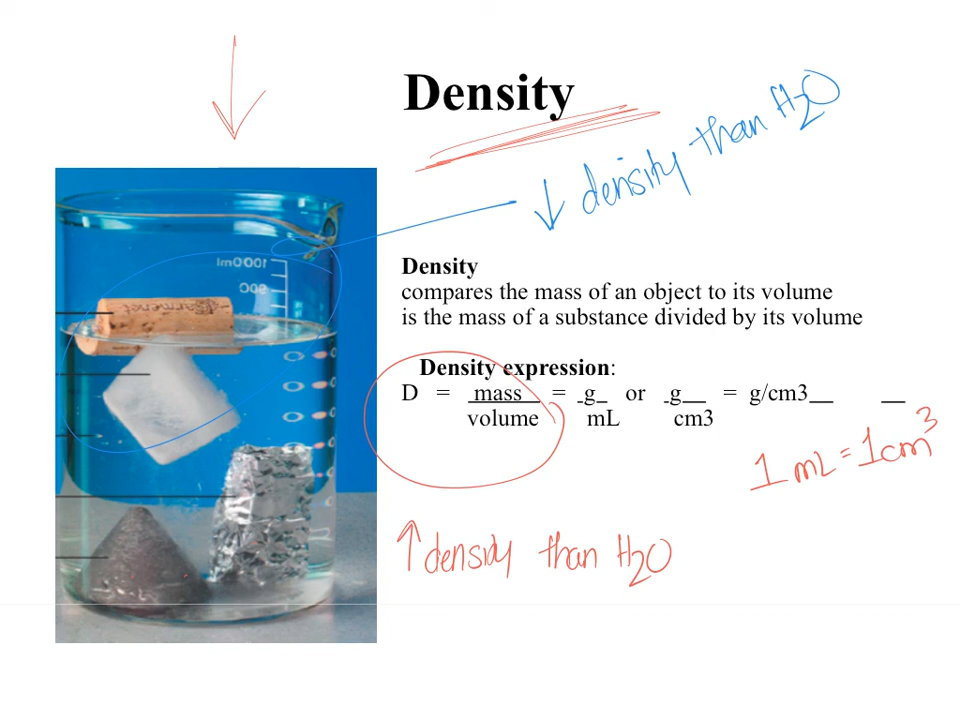 Density
↓ density than H2O
1000ml
900
Density
compares the mass of an object to its volume
is the mass of a substance divided by its volume
Density expression:
D = mass = g or g = g/cm3
volume mL cm3
1 mL = 1 cm³
↑ density than H2O